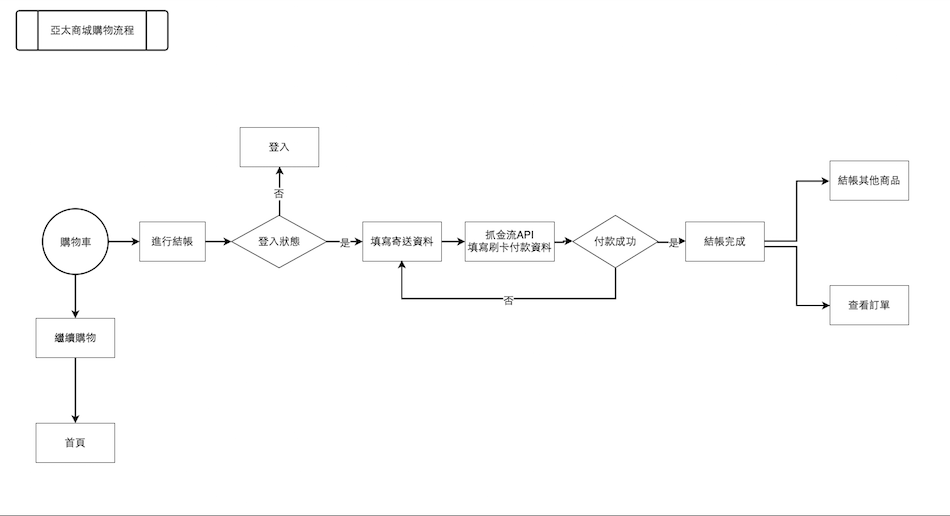 亞太商城購物流程
登入
否
購物車
進行結帳
登入狀態
是
填寫寄送資料
抓金流API
填寫刷卡付款資料
付款成功
是
結帳完成
否
結帳其他商品
查看訂單
繼續購物
首頁